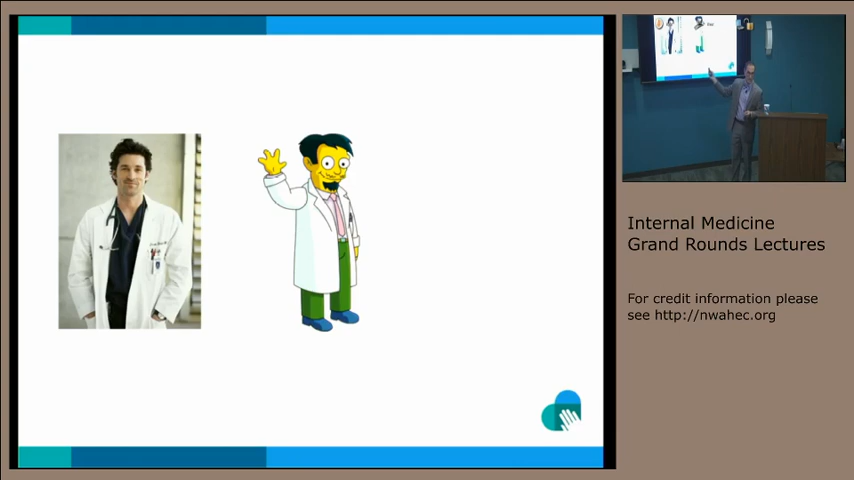 Internal Medicine
Grand Rounds Lectures
For credit information please
see http://nwahec.org